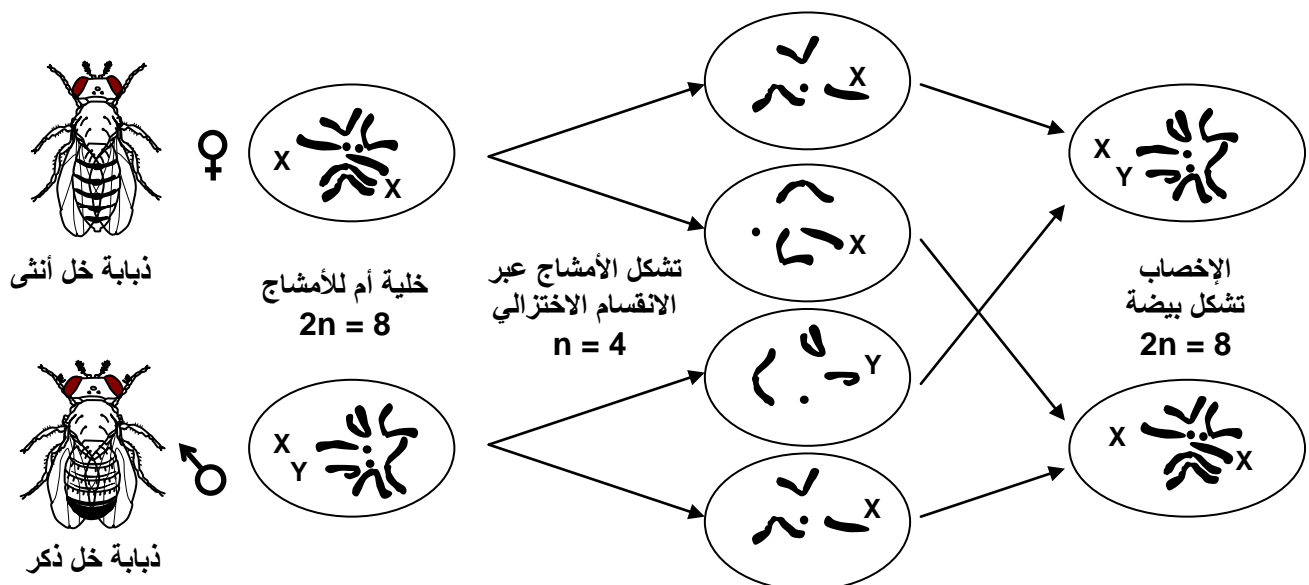 ذبابة خل أنثى
♀
X
X
خلية أم للأمشاج
2n = 8
تشكل الأمشاج عبر
الانقسام الاختزالي
n = 4
X
X
Y
X
X
Y
الإخصاب
تشكل بيضة
2n = 8
X
X
ذبابة خل ذكر
♂
X
Y